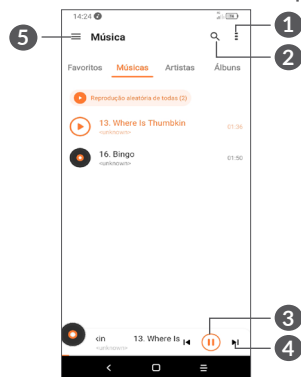 14:24
5
Música
1
2
Favoritos Músicas Artistas Álbuns
Reprodução aleatória de todas (2)
13. Where Is Thumbkin
<unknown>
01:36
16. Bingo
<unknown>
01:50
kin 13. Where Is
<unknown>
3
4